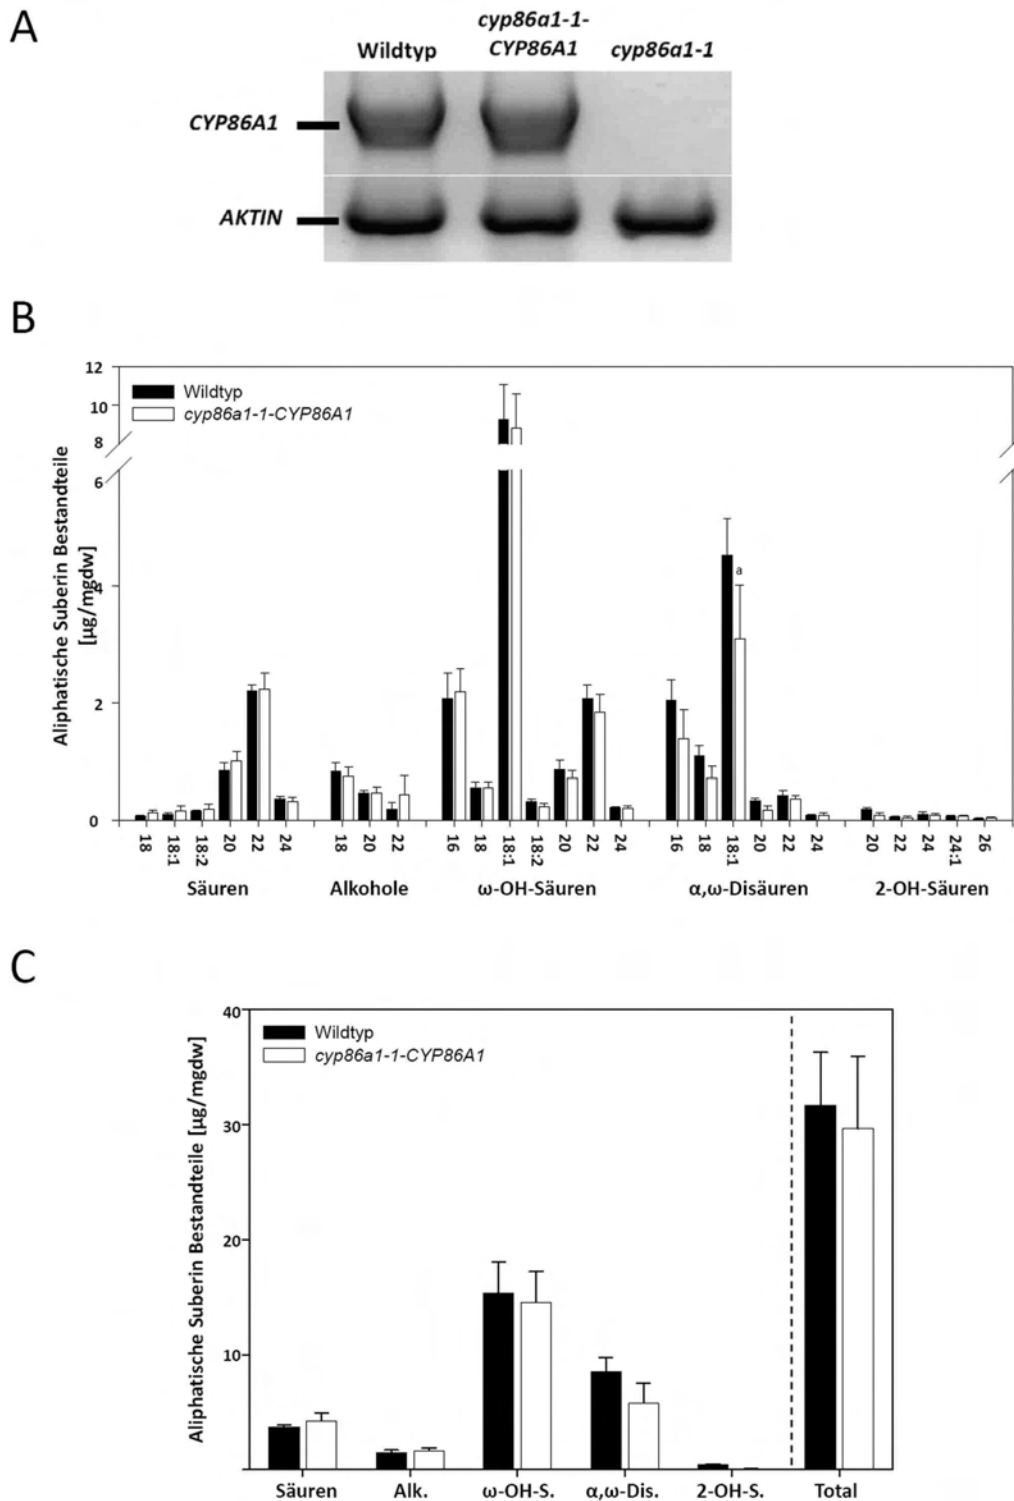 A
Wildtyp
cyp86a1-1-
CYP86A1
cyp86a1-1
CYP86A1
AKTIN
B
Aliphatische Suberin Bestandteile
[µg/mgdw]
12
10
8
6
4
2
0
Wildtyp
cyp86a1-1-CYP86A1
a
18 18:1 18:2 20 22 24 18 20 22 16 18 18:1 18:2 20 22 24 16 18 18:1 20 22 24 20 22 24 24:1 26
Säuren Alkohole ω-OH-Säuren α,ω-Disäuren 2-OH-Säuren
C
Aliphatische Suberin Bestandteile [µg/mgdw]
40
30
20
10
Wildtyp
cyp86a1-1-CYP86A1
Säuren Alk. ω-OH-S. α,ω-Dis. 2-OH-S. Total